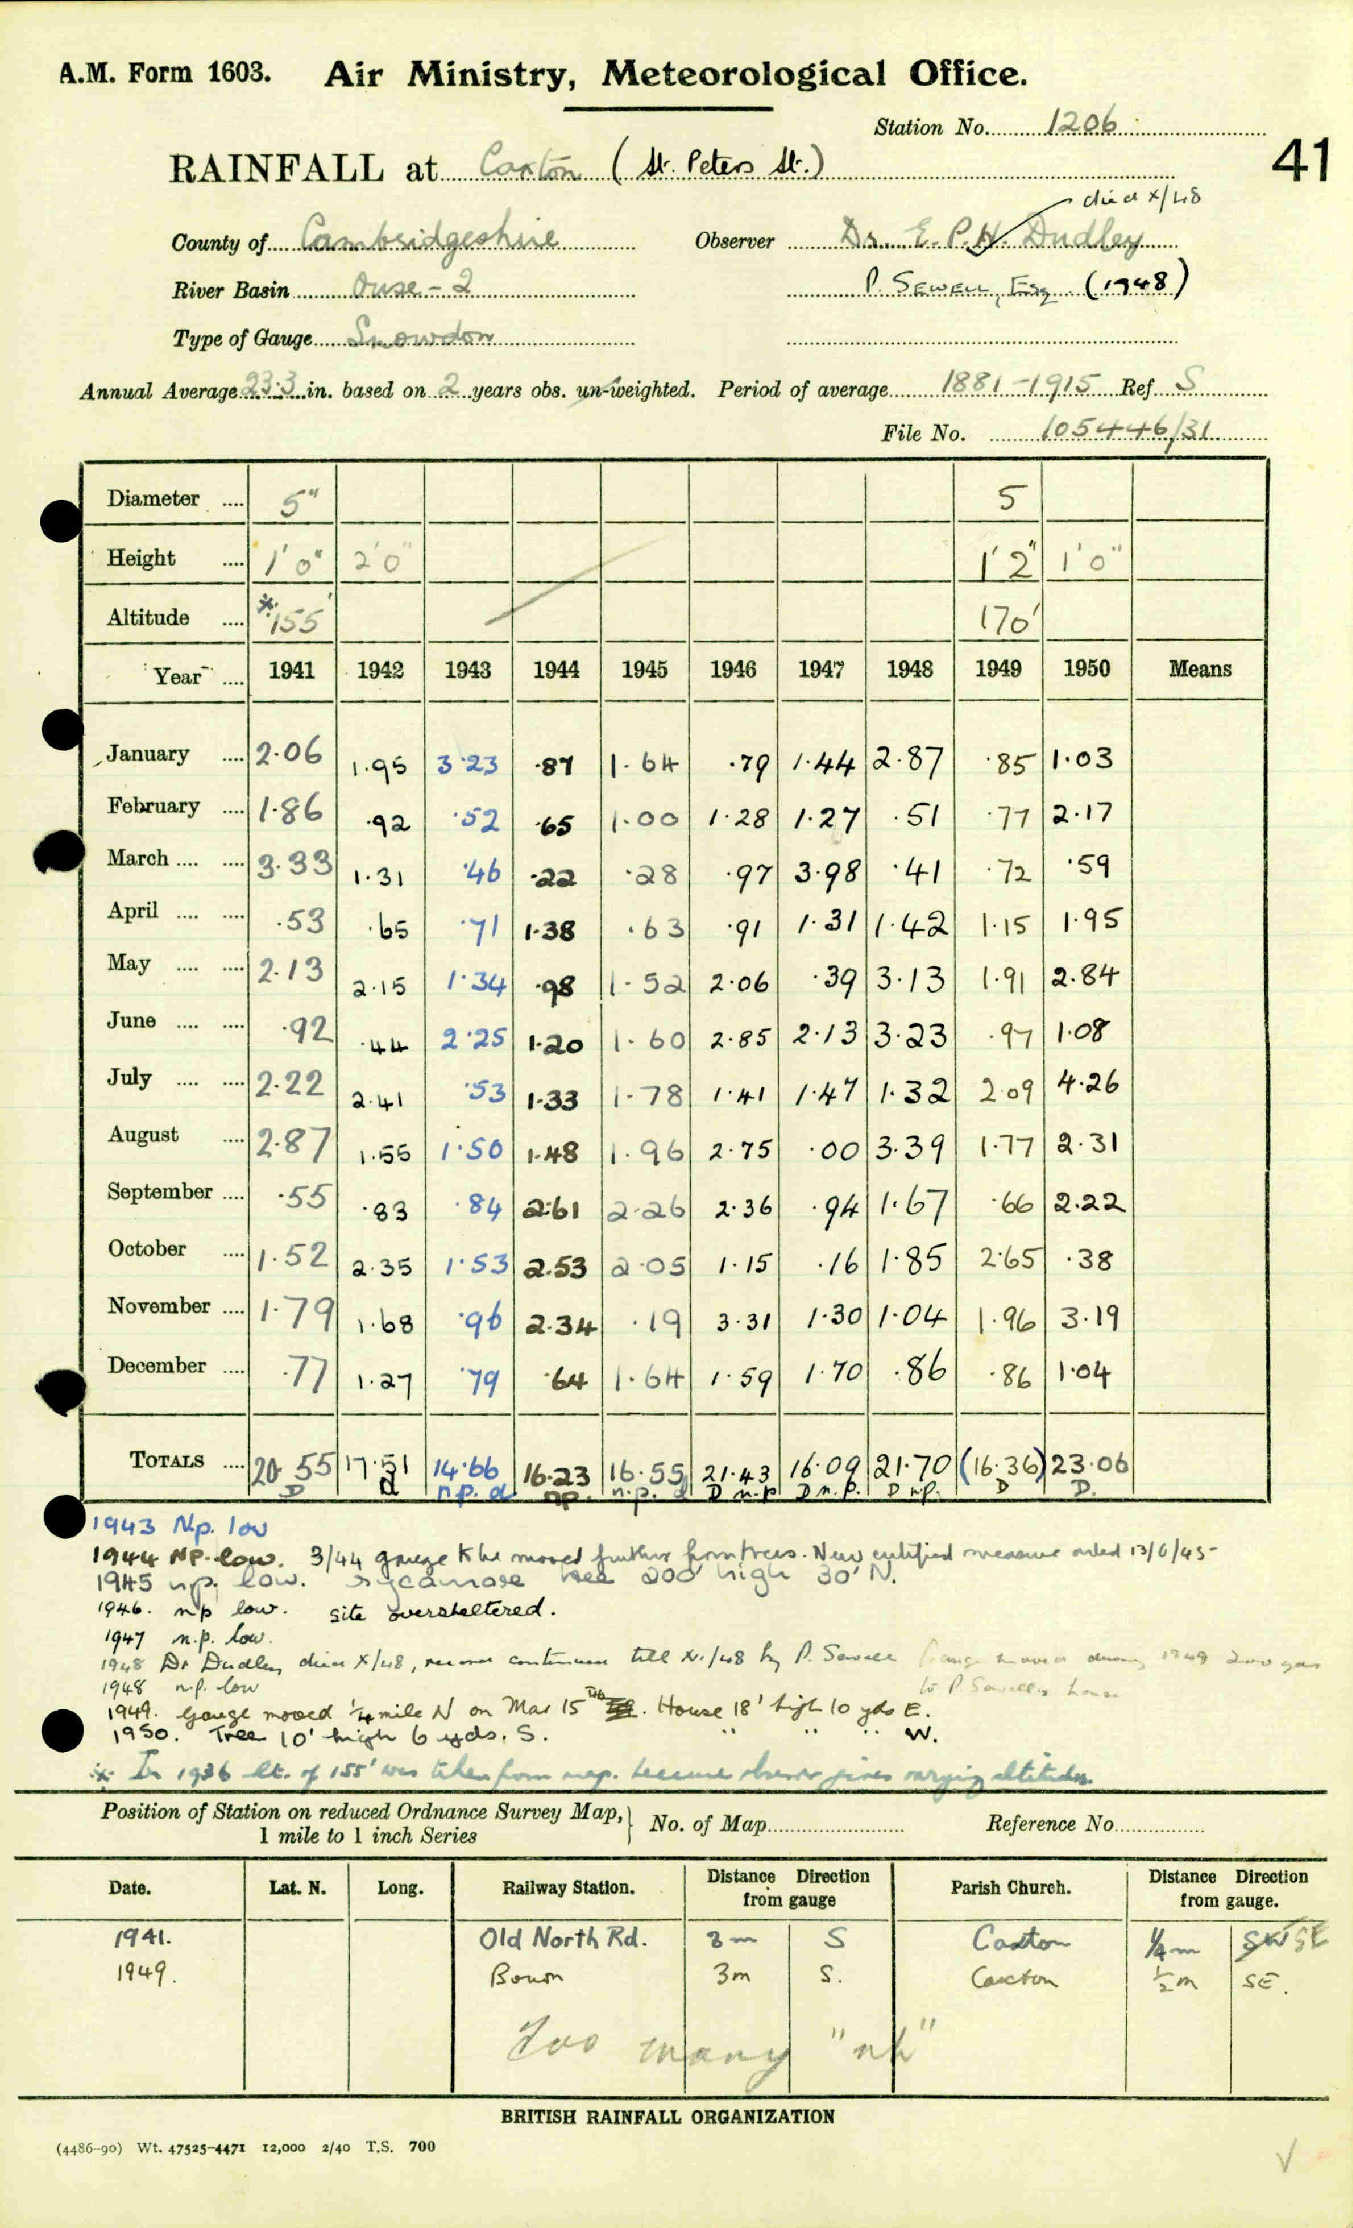 A.M. Form 1603. Air Ministry, Meteorological Office.
Station No. 1206
41
RAINFALL at Caxton (St. Peters St.)
died X/48
County of Cambridgeshire Observer Dr. E. P. H. Dudley
River Basin Ouse - 2 P. SEWELL, Esq (1948)
Type of Gauge Snowdon
Annual Average 23.3 in. based on 2 years obs. un-weighted. Period of average 1881-1915 Ref. S
File No. 105446/31
Diameter .... 5" 5
Height .... 1'0" 2'0" 1'2" 1'0"
Altitude .... *155' 170'
Year .... 1941 1942 1943 1944 1945 1946 1947 1948 1949 1950 Means
January .... 2.06 1.95 3.23 .87 1.64 .79 1.44 2.87 .85 1.03
February .... 1.86 .92 .52 .65 1.00 1.28 1.27 .51 .77 2.17
March .... .... 3.33 1.31 .46 .22 .28 .97 3.98 .41 .72 .59
April .... .... .53 .65 .71 1.38 .63 .91 1.31 1.42 1.15 1.95
May .... .... 2.13 2.15 1.34 .98 1.52 2.06 .39 3.13 1.91 2.84
June .... .... .92 .44 2.25 1.20 1.60 2.85 2.13 3.23 .97 1.08
July .... .... 2.22 2.41 .53 1.33 1.78 1.41 1.47 1.32 2.09 4.26
August .... 2.87 1.55 1.50 1.48 1.96 2.75 .00 3.39 1.77 2.31
September .... .55 .83 .84 2.61 2.26 2.36 .94 1.67 .66 2.22
October .... 1.52 2.35 1.53 2.53 2.05 1.15 .16 1.85 2.65 .38
November .... 1.79 1.68 .96 2.34 .19 3.31 1.30 1.04 1.96 3.19
December .... .77 1.27 .79 .64 1.64 1.59 1.70 .86 .86 1.04
TOTALS .... 20.55 17.51 14.66 16.23 16.55 21.43 16.09 21.70 (16.36) 23.06
D d n.p. d np. n.p. d D n.p D n.p. D n.p. D D.
1943 Np. low
1944 NP. low. 3/44 gauge to be moved further from trees. New certified measure 13/6/45
1945 np. low. Sycamore tree 200' high 30' N.
1946. np low. site oversheltered.
1947 n.p. low.
1948 Dr Dudley died X/48, record continued till XII/48 by P. Sewell Gauge moved during 1949 200 yds
1948 n.p. low to P. Sewell's house
1949. Gauge moved 1/4 mile N on Mar 15th. House 18' high 10 yds E.
1950. Tree 10' high 6 yds. S. " " " W.
* In 1936 alt. of 155' was taken from map because observer gives varying altitudes.
Position of Station on reduced Ordnance Survey Map, 1 mile to 1 inch Series } No. of Map Reference No.
Date. Lat. N. Long. Railway Station. Distance Direction from gauge Parish Church. Distance Direction from gauge.
1941. Old North Rd. 3m S Caxton 1/4 m SW SE
1949. Bourn 3m S. Caxton 1/2 m SE.
Too many "nh"
BRITISH RAINFALL ORGANIZATION
(4486-90) Wt. 47525-4471 12,000 2/40 T.S. 700